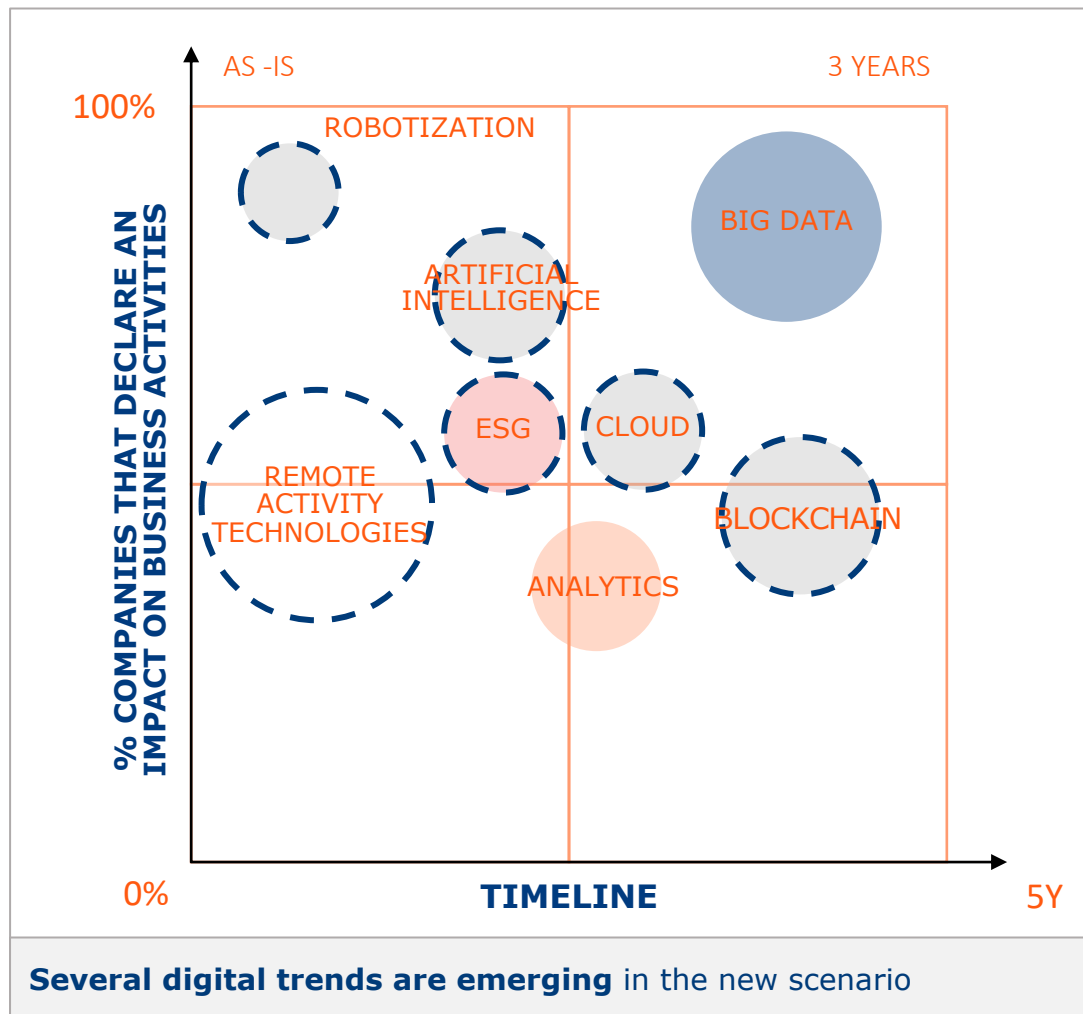 AS -IS
3 YEARS
100%
ROBOTIZATION
BIG DATA
ARTIFICIAL
INTELLIGENCE
ESG
CLOUD
REMOTE
ACTIVITY
TECHNOLOGIES
BLOCKCHAIN
ANALYTICS
% COMPANIES THAT DECLARE AN
IMPACT ON BUSINESS ACTIVITIES
0%
TIMELINE
5Y
Several digital trends are emerging in the new scenario